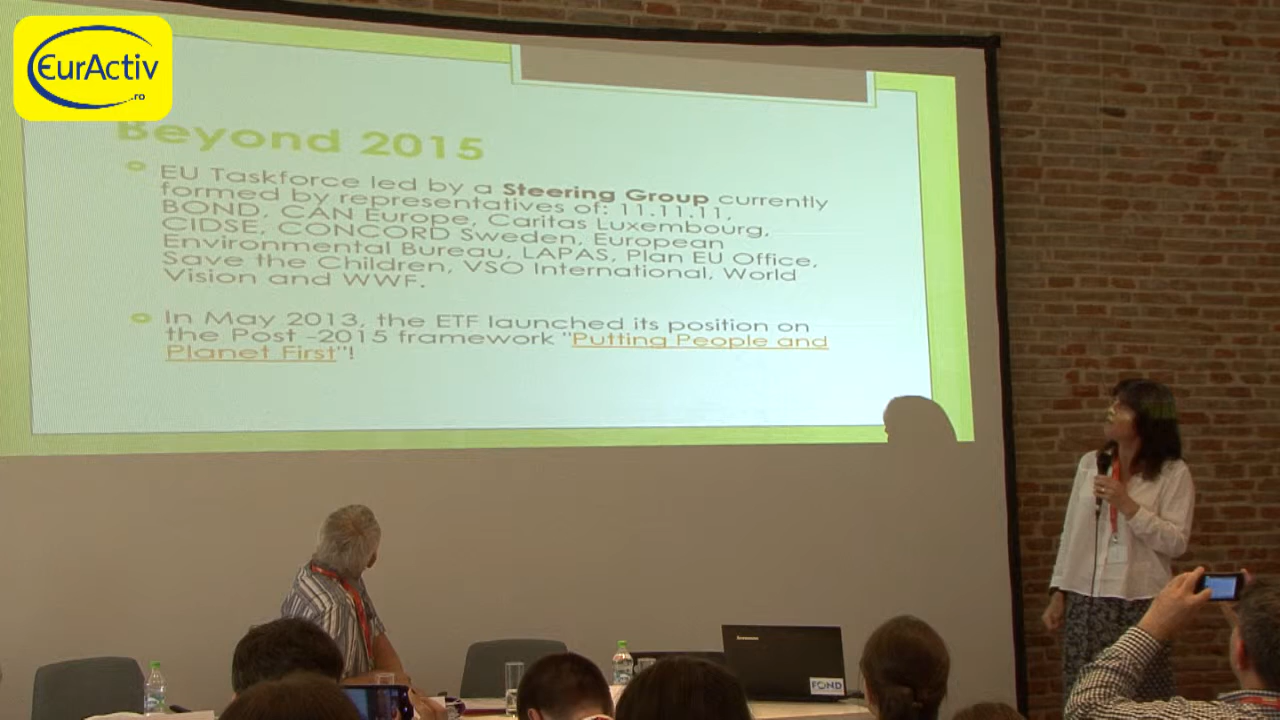 EurActiv
.ro
Beyond 2015
EU Taskforce led by a Steering Group currently
formed by representatives of: 11.11.11,
BOND, CAN Europe, Caritas Luxembourg,
CIDSE, CONCORD Sweden, European
Environmental Bureau, LAPAS, Plan EU Office,
Save the Children, VSO International, World
Vision and WWF.
In May 2013, the ETF launched its position on
the Post -2015 framework "Putting People and
Planet First"!
lenovo
FOND